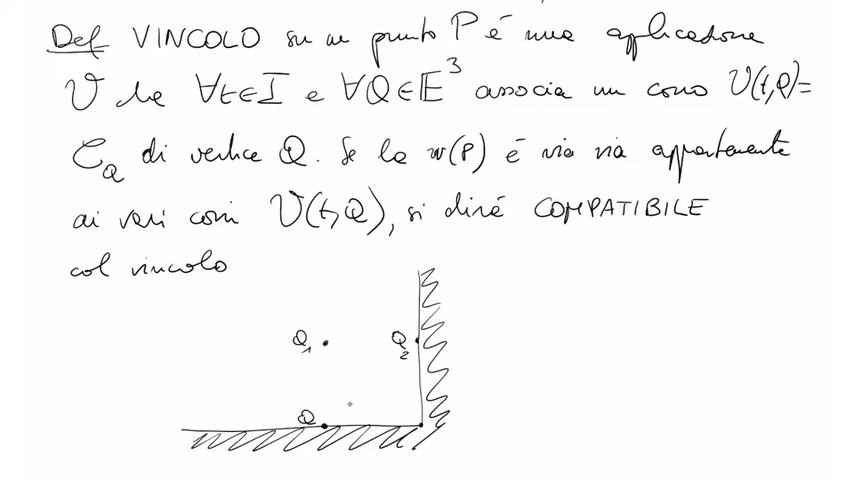 Def VINCOLO su un punto P é una applicazione
V che ∀t∈I e ∀Q∈E³ associa un cono V(t,Q)=
C_Q di vertice Q. Se la w(P) é via via appartenente
ai vari coni V(t,Q), si dirá COMPATIBILE
col vincolo
Q₁ Q₂
Q